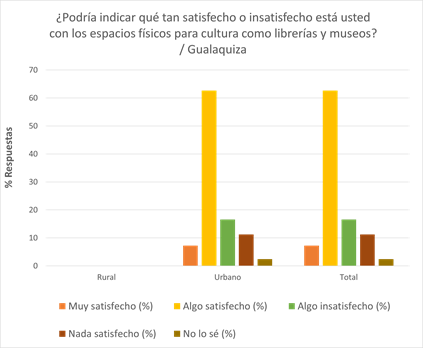 ¿Podría indicar qué tan satisfecho o insatisfecho está usted
con los espacios físicos para cultura como librerías y museos?
/ Gualaquiza
% Respuestas
70
60
50
40
30
20
10
0
Rural
Urbano
Total
Muy satisfecho (%)
Algo satisfecho (%)
Algo insatisfecho (%)
Nada satisfecho (%)
No lo sé (%)